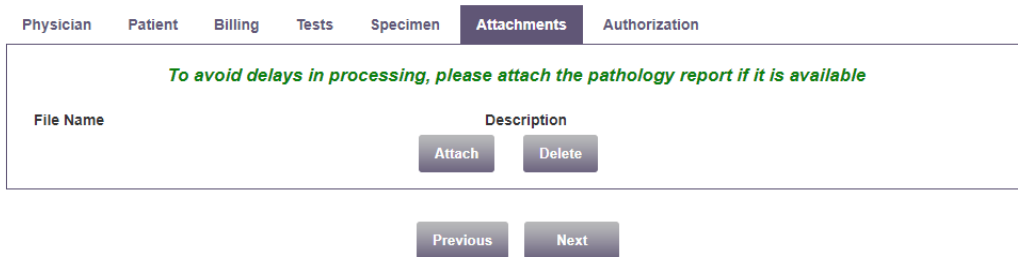 Physician Patient Billing Tests Specimen Attachments Authorization
To avoid delays in processing, please attach the pathology report if it is available
File Name Description
Attach Delete
Previous Next